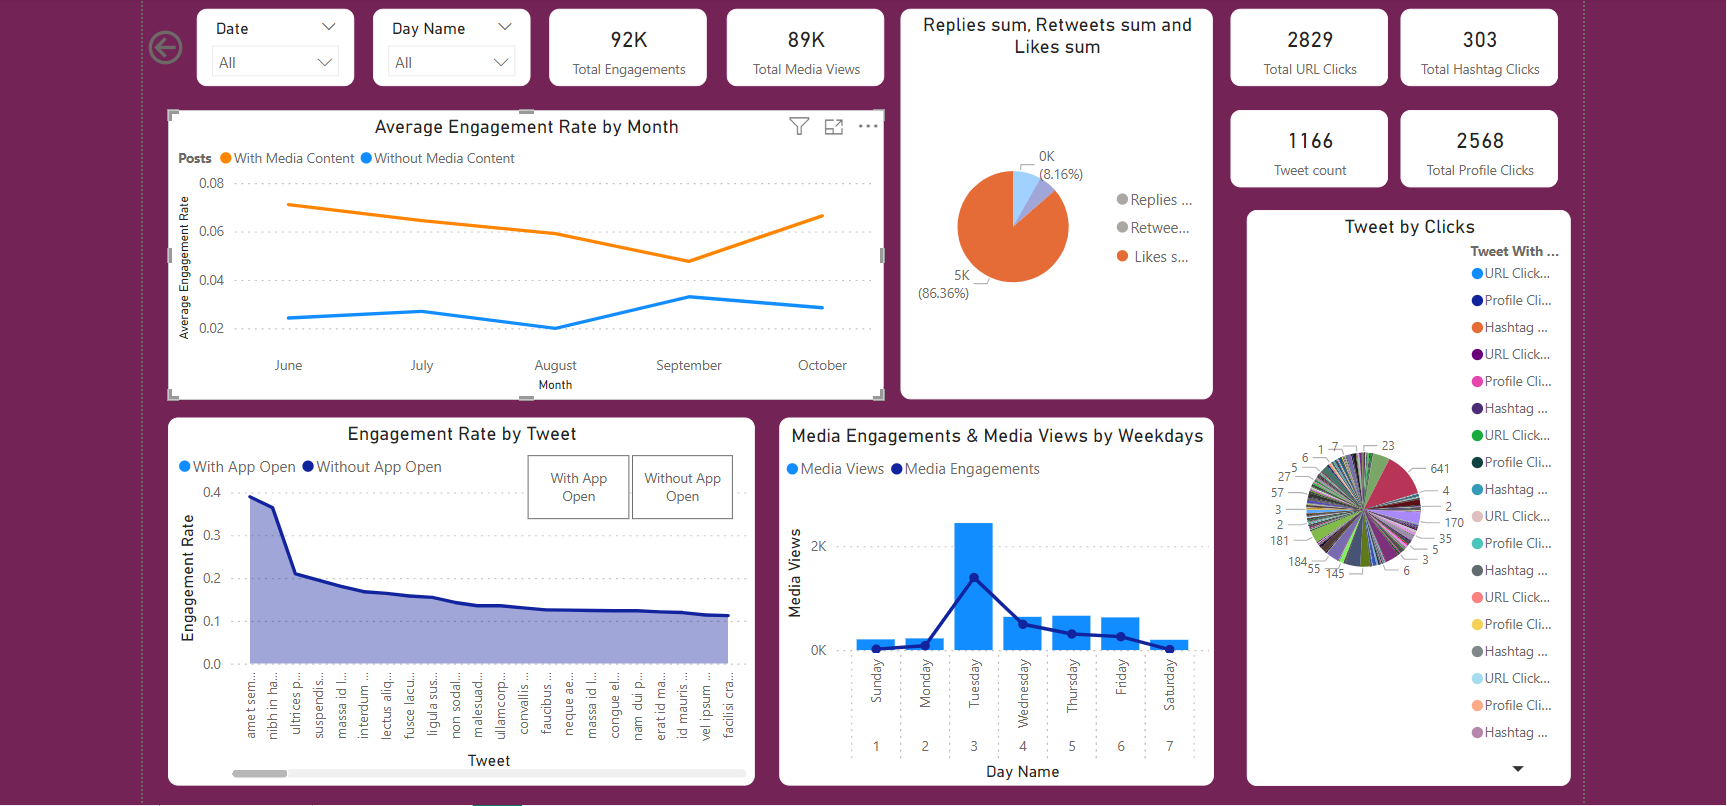 Date
All
Day Name
All
92K
Total Engagements
89K
Total Media Views
Replies sum, Retweets sum and
Likes sum
0K
(8.16%)
5K
(86.36%)
Replies ...
Retwee...
Likes s...
2829
Total URL Clicks
303
Total Hashtag Clicks
1166
Tweet count
2568
Total Profile Clicks
Average Engagement Rate by Month
Posts With Media Content Without Media Content
Average Engagement Rate
0.08
0.06
0.04
0.02
June July August September October
Month
Tweet by Clicks
Tweet With ...
URL Click...
Profile Cli...
Hashtag ...
URL Click...
Profile Cli...
Hashtag ...
URL Click...
Profile Cli...
Hashtag ...
URL Click...
Profile Cli...
Hashtag ...
URL Click...
Profile Cli...
Hashtag ...
URL Click...
Profile Cli...
Hashtag ...
23
641
4
2
170
35
5
3
6
145
55
184
181
2
3
57
27
5
6
1
7
Engagement Rate by Tweet
With App Open Without App Open
With App
Open
Without App
Open
Engagement Rate
0.4
0.3
0.2
0.1
0.0
amet sem...
nibh in ha...
ultrices p...
suspendis...
massa id l...
interdum ...
lectus aliq...
fusce lacu...
ligula sus...
non sodal...
malesuad...
ullamcorp...
convallis ...
faucibus ...
neque ae...
massa id l...
congue el...
nam dui p...
erat id ma...
id mauris ...
vel ipsum ...
facilisi cra...
Tweet
Media Engagements & Media Views by Weekdays
Media Views Media Engagements
Media Views
2K
0K
Sunday
Monday
Tuesday
Wednesday
Thursday
Friday
Saturday
1 2 3 4 5 6 7
Day Name